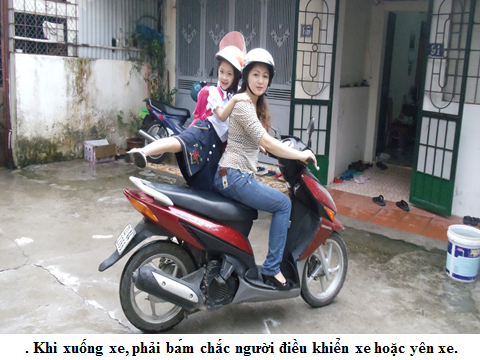 . Khi xuống xe, phải bám chắc người điều khiển xe hoặc yên xe.